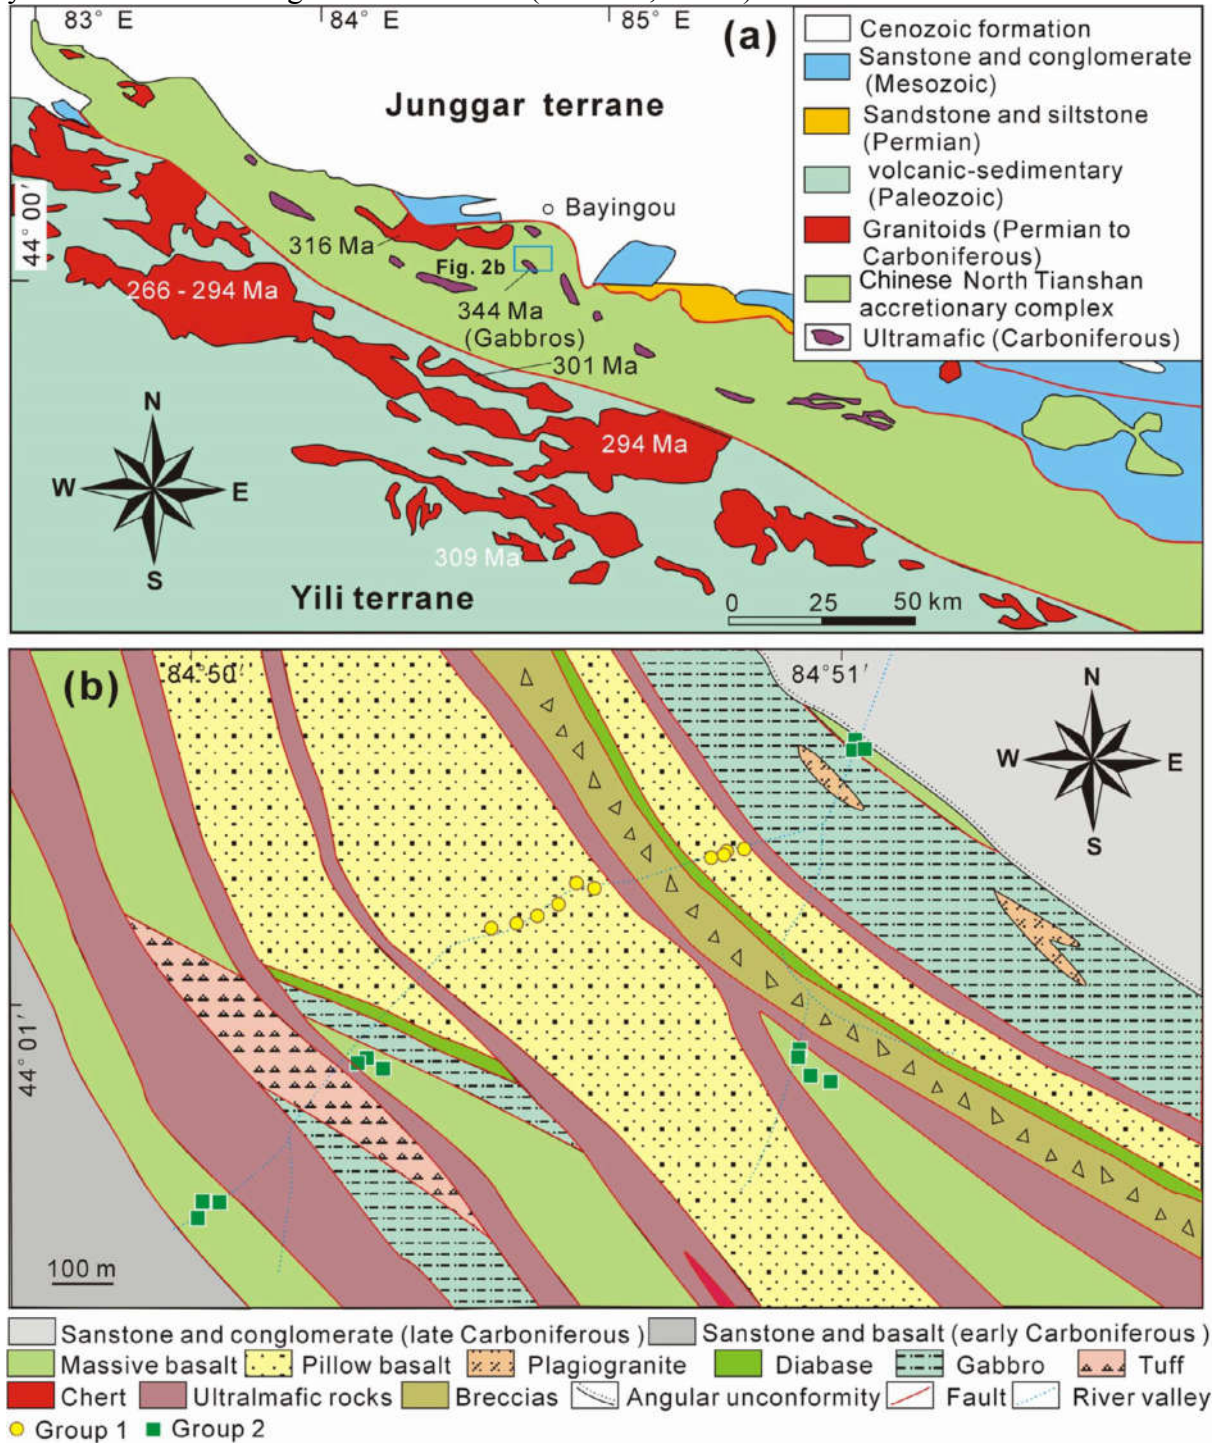 83° E
84° E
85° E
(a)
Cenozoic formation
Sanstone and conglomerate
(Mesozoic)
Sandstone and siltstone
(Permian)
volcanic-sedimentary
(Paleozoic)
Granitoids (Permian to
Carboniferous)
Chinese North Tianshan
accretionary complex
Ultramafic (Carboniferous)
Junggar terrane
44° 00′
Bayingou
316 Ma
Fig. 2b
266 - 294 Ma
344 Ma
(Gabbros)
301 Ma
294 Ma
309 Ma
N
W
E
S
Yili terrane
0 25 50 km
(b)
84°50′
84°51′
N
W
E
S
44° 01′
100 m
Sanstone and conglomerate (late Carboniferous) Sanstone and basalt (early Carboniferous)
Massive basalt Pillow basalt Plagiogranite Diabase Gabbro Tuff
Chert Ultralmafic rocks Breccias Angular unconformity Fault River valley
Group 1 Group 2